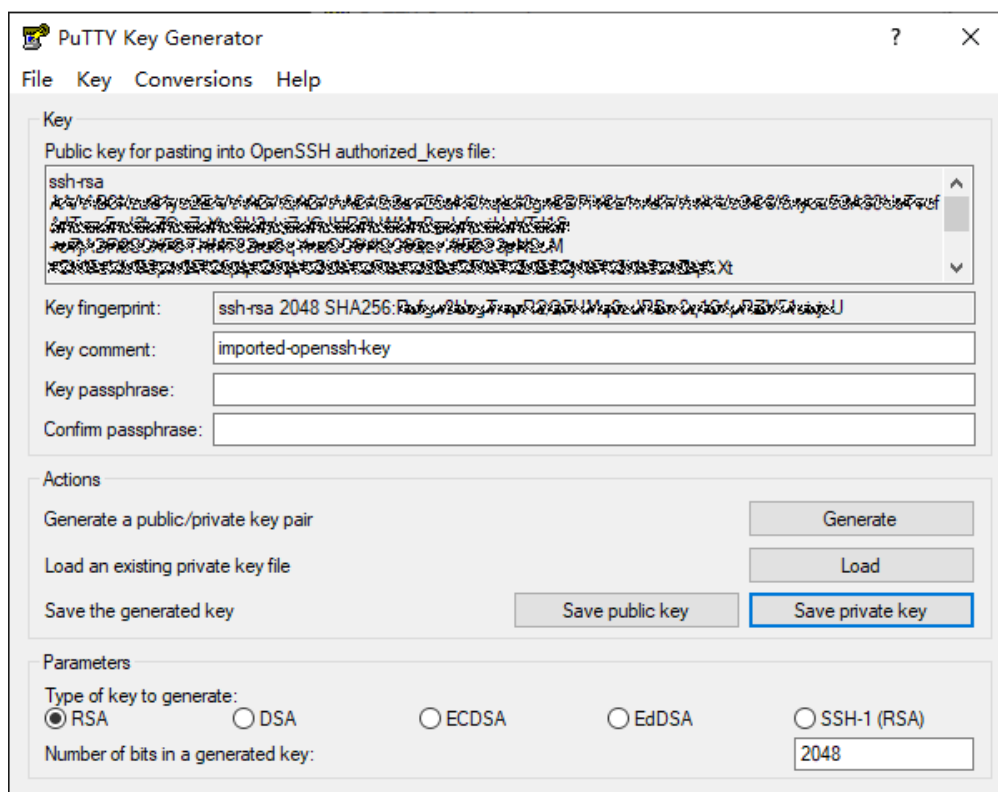 PuTTY Key Generator
File Key Conversions Help
Key
Public key for pasting into OpenSSH authorized_keys file:
ssh-rsa
Key fingerprint: ssh-rsa 2048 SHA256:
Key comment: imported-openssh-key
Key passphrase:
Confirm passphrase:
Actions
Generate a public/private key pair Generate
Load an existing private key file Load
Save the generated key Save public key Save private key
Parameters
Type of key to generate:
RSA DSA ECDSA EdDSA SSH-1 (RSA)
Number of bits in a generated key: 2048